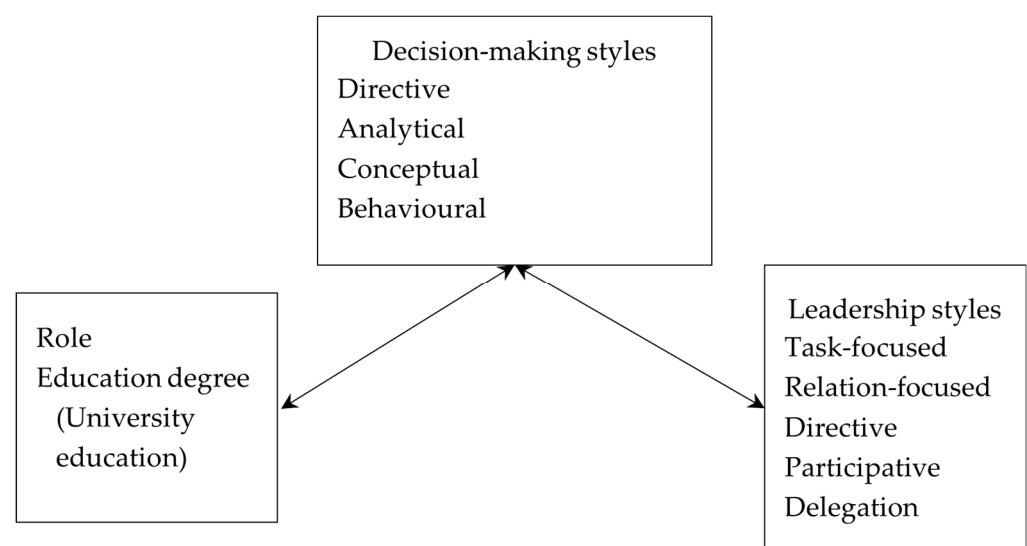 Decision-making styles
Directive
Analytical
Conceptual
Behavioural
Role
Education degree
(University
education)
Leadership styles
Task-focused
Relation-focused
Directive
Participative
Delegation